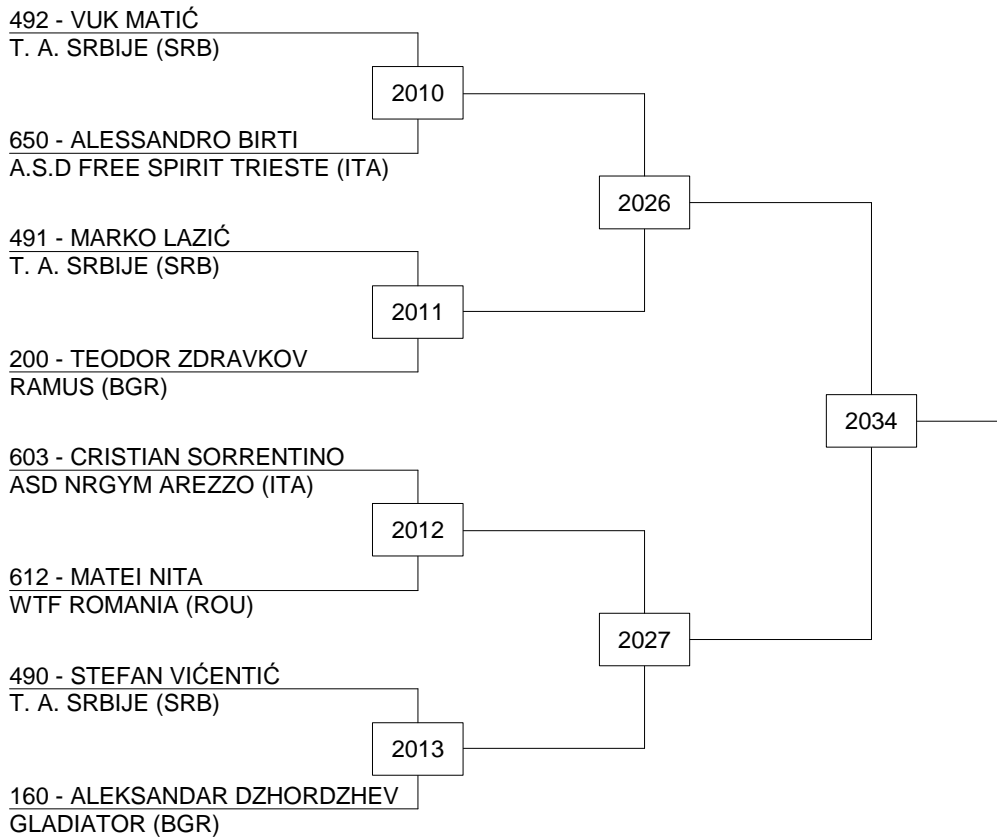 492 - VUK MATIĆ
T. A. SRBIJE (SRB)
2010
650 - ALESSANDRO BIRTI
A.S.D FREE SPIRIT TRIESTE (ITA)
2026
491 - MARKO LAZIĆ
T. A. SRBIJE (SRB)
2011
200 - TEODOR ZDRAVKOV
RAMUS (BGR)
2034
603 - CRISTIAN SORRENTINO
ASD NRGYM AREZZO (ITA)
2012
612 - MATEI NITA
WTF ROMANIA (ROU)
2027
490 - STEFAN VIĆENTIĆ
T. A. SRBIJE (SRB)
2013
160 - ALEKSANDAR DZHORDZHEV
GLADIATOR (BGR)